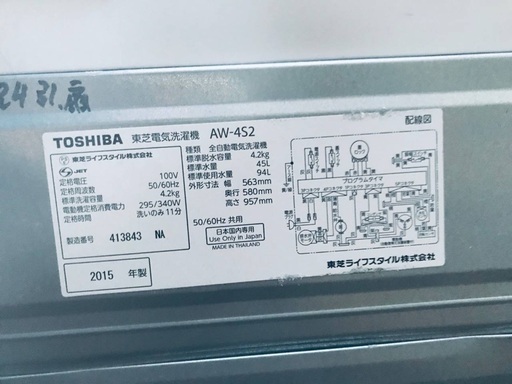 TOSHIBA 東芝電気洗濯機 AW-4S2
東芝ライフスタイル株式会社
JET
定格電圧 100V
定格周波数 50/60Hz
標準洗濯容量 4.2kg
電動機定格消費電力 295/340W
定格時間 洗いのみ 11分
製造番号 413843 NA
2015 年製
種類 全自動電気洗濯機
標準脱水容量 4.2kg
標準水量 45L
標準使用水量 94L
外形寸法 幅 563mm
奥行 580mm
高さ 957mm
50/60Hz 共用
日本国内専用
Use Only in Japan
MADE IN THAILAND
配線図
プログラムタイマ
東芝ライフスタイル株式会社